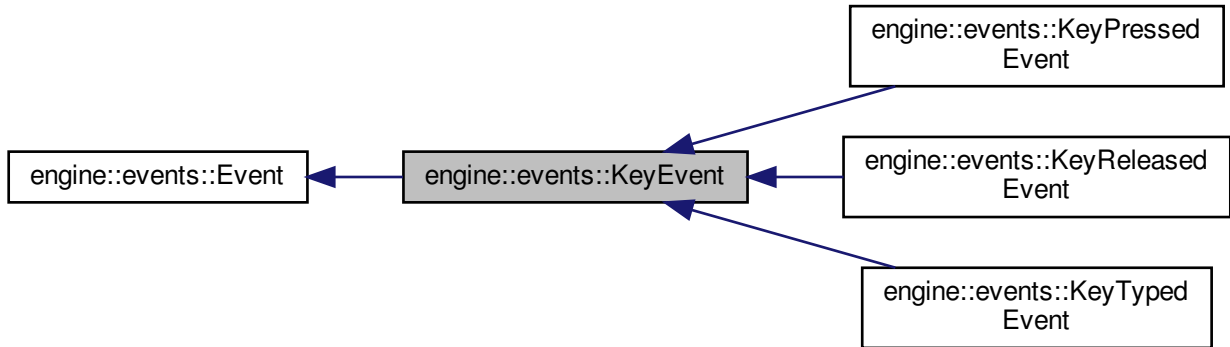 engine::events::Event
engine::events::KeyEvent
engine::events::KeyPressed
Event
engine::events::KeyReleased
Event
engine::events::KeyTyped
Event